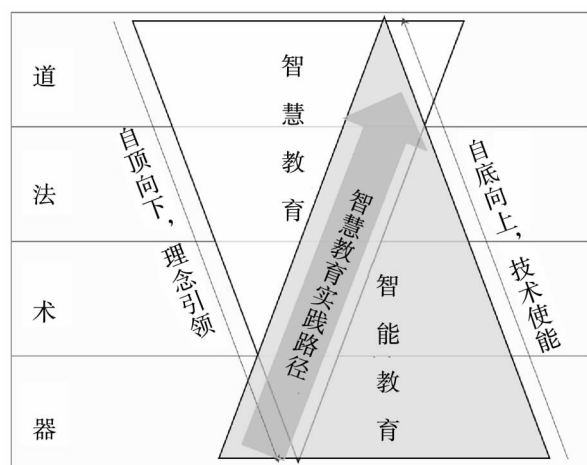 道
法
术
器
智慧教育
自顶向下，理念引领
智慧教育实践路径
智能教育
自底向上，技术使能